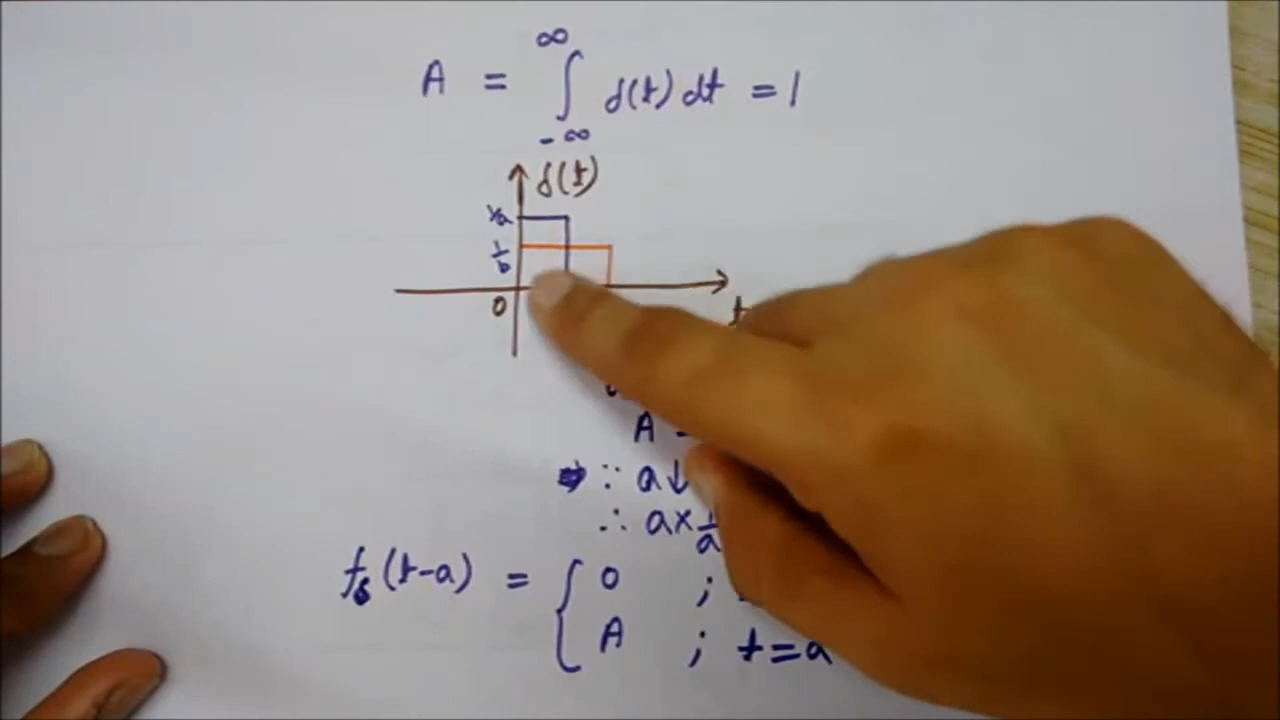 A = ∫_{-∞}^{∞} δ(t) dt = 1
δ(t)
1/a
1/b
0
t
A
∵ a↓
∴ a × 1/a
f_δ(t-a) = { 0 ;
A ; t = a